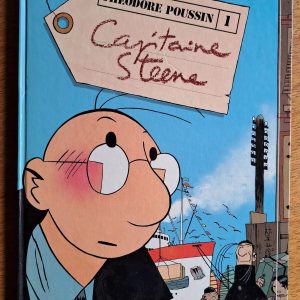 THÉODORE POUSSIN 1
Capitaine
Steene